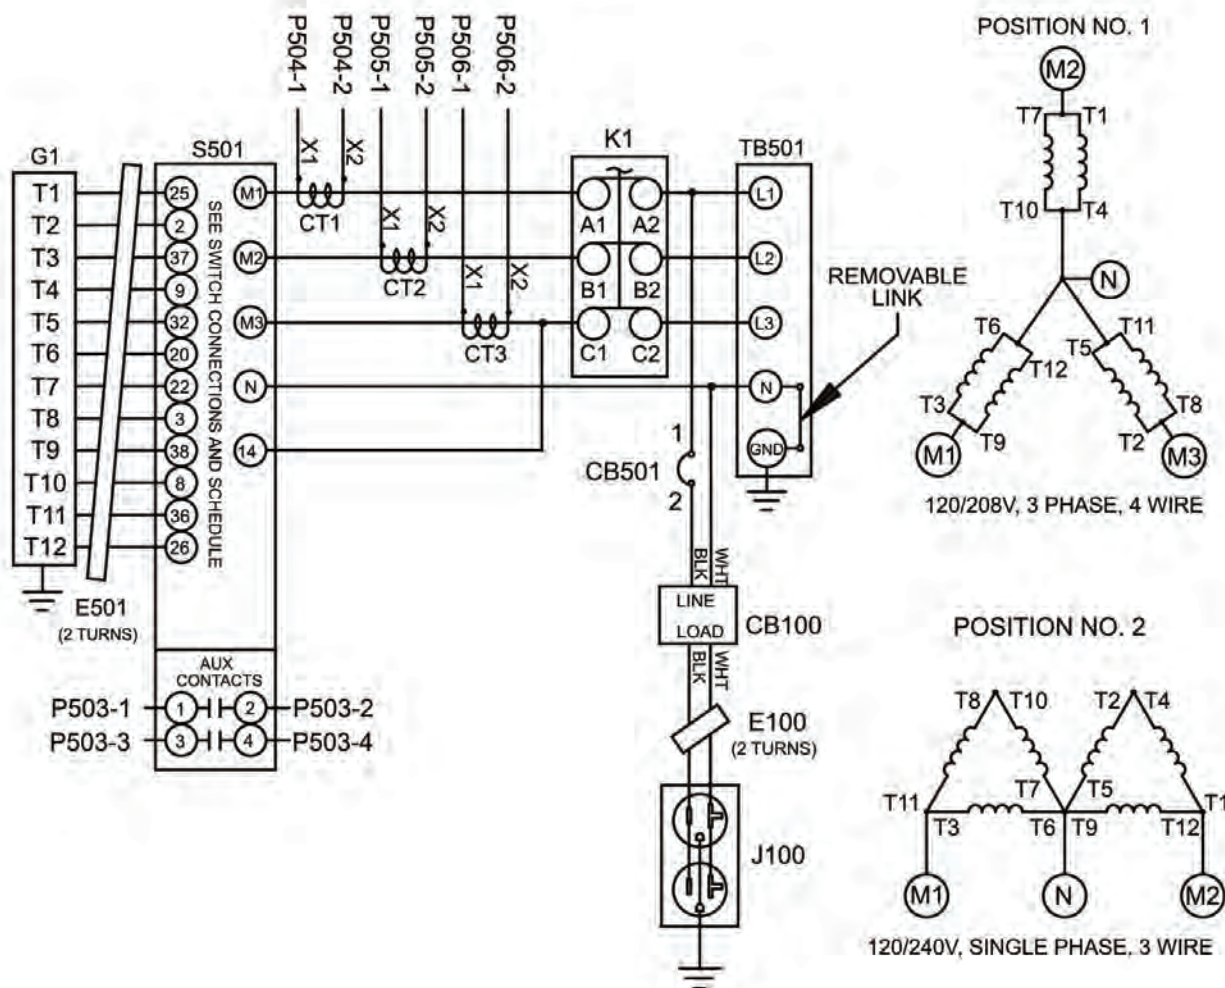 P504-1
P504-2
P505-1
P505-2
P506-1
P506-2
X1
X2
X1
X2
X1
X2
G1
S501
K1
TB501
T1
T2
T3
T4
T5
T6
T7
T8
T9
T10
T11
T12
25
2
37
9
32
20
22
3
38
8
36
26
SEE SWITCH CONNECTIONS AND SCHEDULE
M1
M2
M3
N
14
CT1
CT2
CT3
A1 A2
B1 B2
C1 C2
L1
L2
L3
N
GND
REMOVABLE
LINK
E501
(2 TURNS)
AUX
CONTACTS
P503-1 1 2 P503-2
P503-3 3 4 P503-4
1
CB501
2
BLK
WHT
LINE
LOAD
CB100
BLK
WHT
E100
(2 TURNS)
J100
POSITION NO. 1
M2
T7 T1
T10 T4
N
T6 T11
T12 T5
T3 T8
T9 T2
M1 M3
120/208V, 3 PHASE, 4 WIRE
POSITION NO. 2
T8 T10 T2 T4
T7 T5
T11 T1
T3 T6 T9 T12
M1 N M2
120/240V, SINGLE PHASE, 3 WIRE